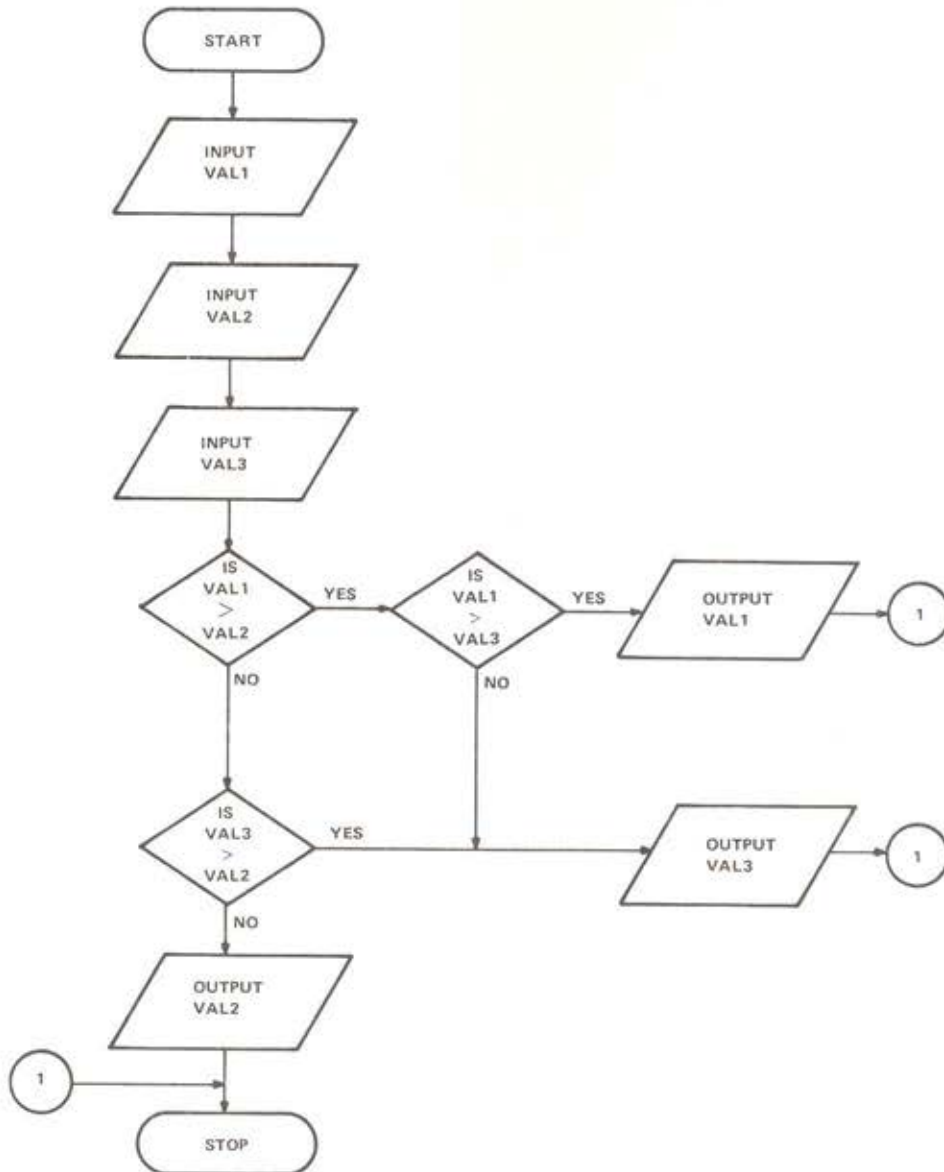 START
INPUT
VAL1
INPUT
VAL2
INPUT
VAL3
IS
VAL1
>
VAL2
YES
NO
IS
VAL1
>
VAL3
YES
NO
OUTPUT
VAL1
1
IS
VAL3
>
VAL2
YES
NO
OUTPUT
VAL3
1
OUTPUT
VAL2
1
STOP